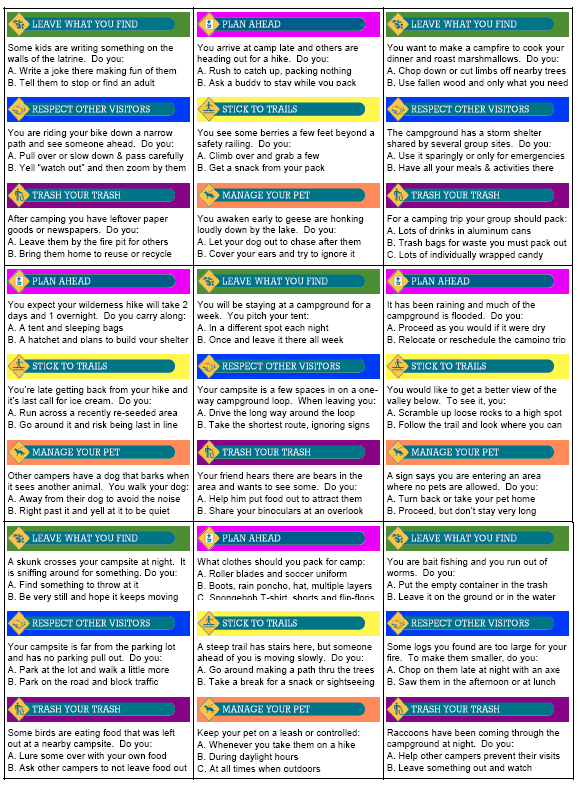 LEAVE WHAT YOU FIND
Some kids are writing something on the
walls of the latrine. Do you:
A. Write a joke there making fun of them
B. Tell them to stop or find an adult
RESPECT OTHER VISITORS
You are riding your bike down a narrow
path and see someone ahead. Do you:
A. Pull over or slow down & pass carefully
B. Yell “watch out” and then zoom by them
TRASH YOUR TRASH
After camping you have leftover paper
goods or newspapers. Do you:
A. Leave them by the fire pit for others
B. Bring them home to reuse or recycle
PLAN AHEAD
You arrive at camp late and others are
heading out for a hike. Do you:
A. Rush to catch up, packing nothing
B. Ask a buddy to stay while you pack
STICK TO TRAILS
You see some berries a few feet beyond a
safety railing. Do you:
A. Climb over and grab a few
B. Get a snack from your pack
MANAGE YOUR PET
You awaken early to geese are honking
loudly down by the lake. Do you:
A. Let your dog out to chase after them
B. Cover your ears and try to ignore it
LEAVE WHAT YOU FIND
You want to make a campfire to cook your
dinner and roast marshmallows. Do you:
A. Chop down or cut limbs off nearby trees
B. Use fallen wood and only what you need
RESPECT OTHER VISITORS
The campground has a storm shelter
shared by several group sites. Do you:
A. Use it sparingly or only for emergencies
B. Have all your meals & activities there
TRASH YOUR TRASH
For a camping trip your group should pack:
A. Lots of drinks in aluminum cans
B. Trash bags for waste you must pack out
C. Lots of individually wrapped candy
PLAN AHEAD
You expect your wilderness hike will take 2
days and 1 overnight. Do you carry along:
A. A tent and sleeping bags
B. A hatchet and plans to build your shelter
STICK TO TRAILS
You’re late getting back from your hike and
it’s last call for ice cream. Do you:
A. Run across a recently re-seeded area
B. Go around it and risk being last in line
MANAGE YOUR PET
Other campers have a dog that barks when
it sees another animal. You walk your dog:
A. Away from their dog to avoid the noise
B. Right past it and yell at it to be quiet
LEAVE WHAT YOU FIND
You will be staying at a campground for a
week. You pitch your tent:
A. In a different spot each night
B. Once and leave it there all week
RESPECT OTHER VISITORS
Your campsite is a few spaces in on a one-
way campground loop. When leaving you:
A. Drive the long way around the loop
B. Take the shortest route, ignoring signs
TRASH YOUR TRASH
Your friend hears there are bears in the
area and wants to see some. Do you:
A. Help him put food out to attract them
B. Share your binoculars at an overlook
PLAN AHEAD
It has been raining and much of the
campground is flooded. Do you:
A. Proceed as you would if it were dry
B. Relocate or reschedule the camping trip
STICK TO TRAILS
You would like to get a better view of the
valley below. To see it, you:
A. Scramble up loose rocks to a high spot
B. Follow the trail and look where you can
MANAGE YOUR PET
A sign says you are entering an area
where no pets are allowed. Do you:
A. Turn back or take your pet home
B. Proceed, but don’t stay very long
LEAVE WHAT YOU FIND
A skunk crosses your campsite at night. It
is sniffing around for something. Do you:
A. Find something to throw at it
B. Be very still and hope it keeps moving
RESPECT OTHER VISITORS
Your campsite is far from the parking lot
and has no parking pull out. Do you:
A. Park at the lot and walk a little more
B. Park on the road and block traffic
TRASH YOUR TRASH
Some birds are eating food that was left
out at a nearby campsite. Do you:
A. Lure some over with your own food
B. Ask other campers to not leave food out
PLAN AHEAD
What clothes should you pack for camp:
A. Roller blades and soccer uniform
B. Boots, rain poncho, hat, multiple layers
C. Spongebob T-shirt, shorts and flip-flops
STICK TO TRAILS
A steep trail has stairs here, but someone
ahead of you is moving slowly. Do you:
A. Go around making a path thru the trees
B. Take a break for a snack or sightseeing
MANAGE YOUR PET
Keep your pet on a leash or controlled:
A. Whenever you take them on a hike
B. During daylight hours
C. At all times when outdoors
LEAVE WHAT YOU FIND
You are bait fishing and you run out of
worms. Do you:
A. Put the empty container in the trash
B. Leave it on the ground or in the water
RESPECT OTHER VISITORS
Some logs you found are too large for your
fire. To make them smaller, do you:
A. Chop on them late at night with an axe
B. Saw them in the afternoon or at lunch
TRASH YOUR TRASH
Raccoons have been coming through the
campground at night. Do you:
A. Help other campers prevent their visits
B. Leave something out and watch